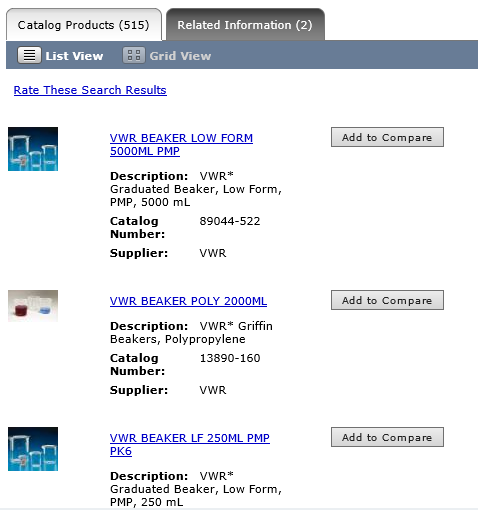 Catalog Products (515)
Related Information (2)
List View
Grid View
Rate These Search Results
VWR BEAKER LOW FORM
5000ML PMP
Add to Compare
Description: VWR*
Graduated Beaker, Low Form,
PMP, 5000 mL
Catalog 89044-522
Number:
Supplier: VWR
VWR BEAKER POLY 2000ML
Add to Compare
Description: VWR* Griffin
Beakers, Polypropylene
Catalog 13890-160
Number:
Supplier: VWR
VWR BEAKER LF 250ML PMP
PK6
Add to Compare
Description: VWR*
Graduated Beaker, Low Form,
PMP, 250 mL